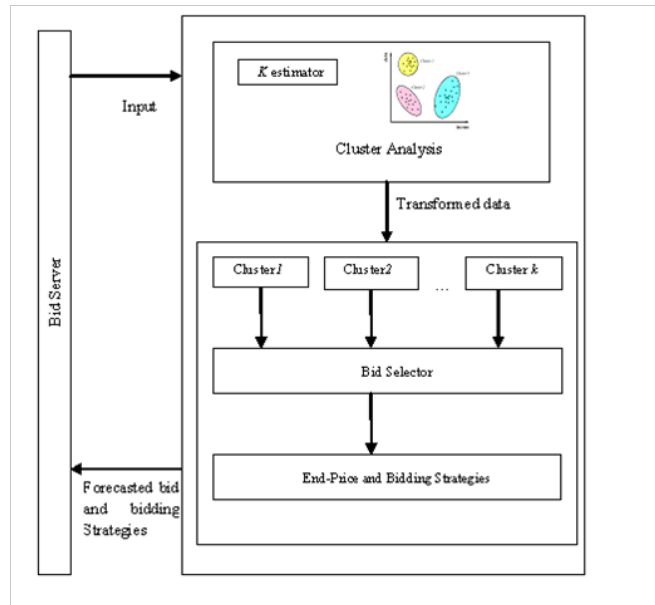 Bid Server
Input
K estimator
Cluster Analysis
Transformed data
Cluster1
Cluster2
...
Cluster k
Bid Selector
End-Price and Bidding Strategies
Forecasted bid
and bidding
Strategies